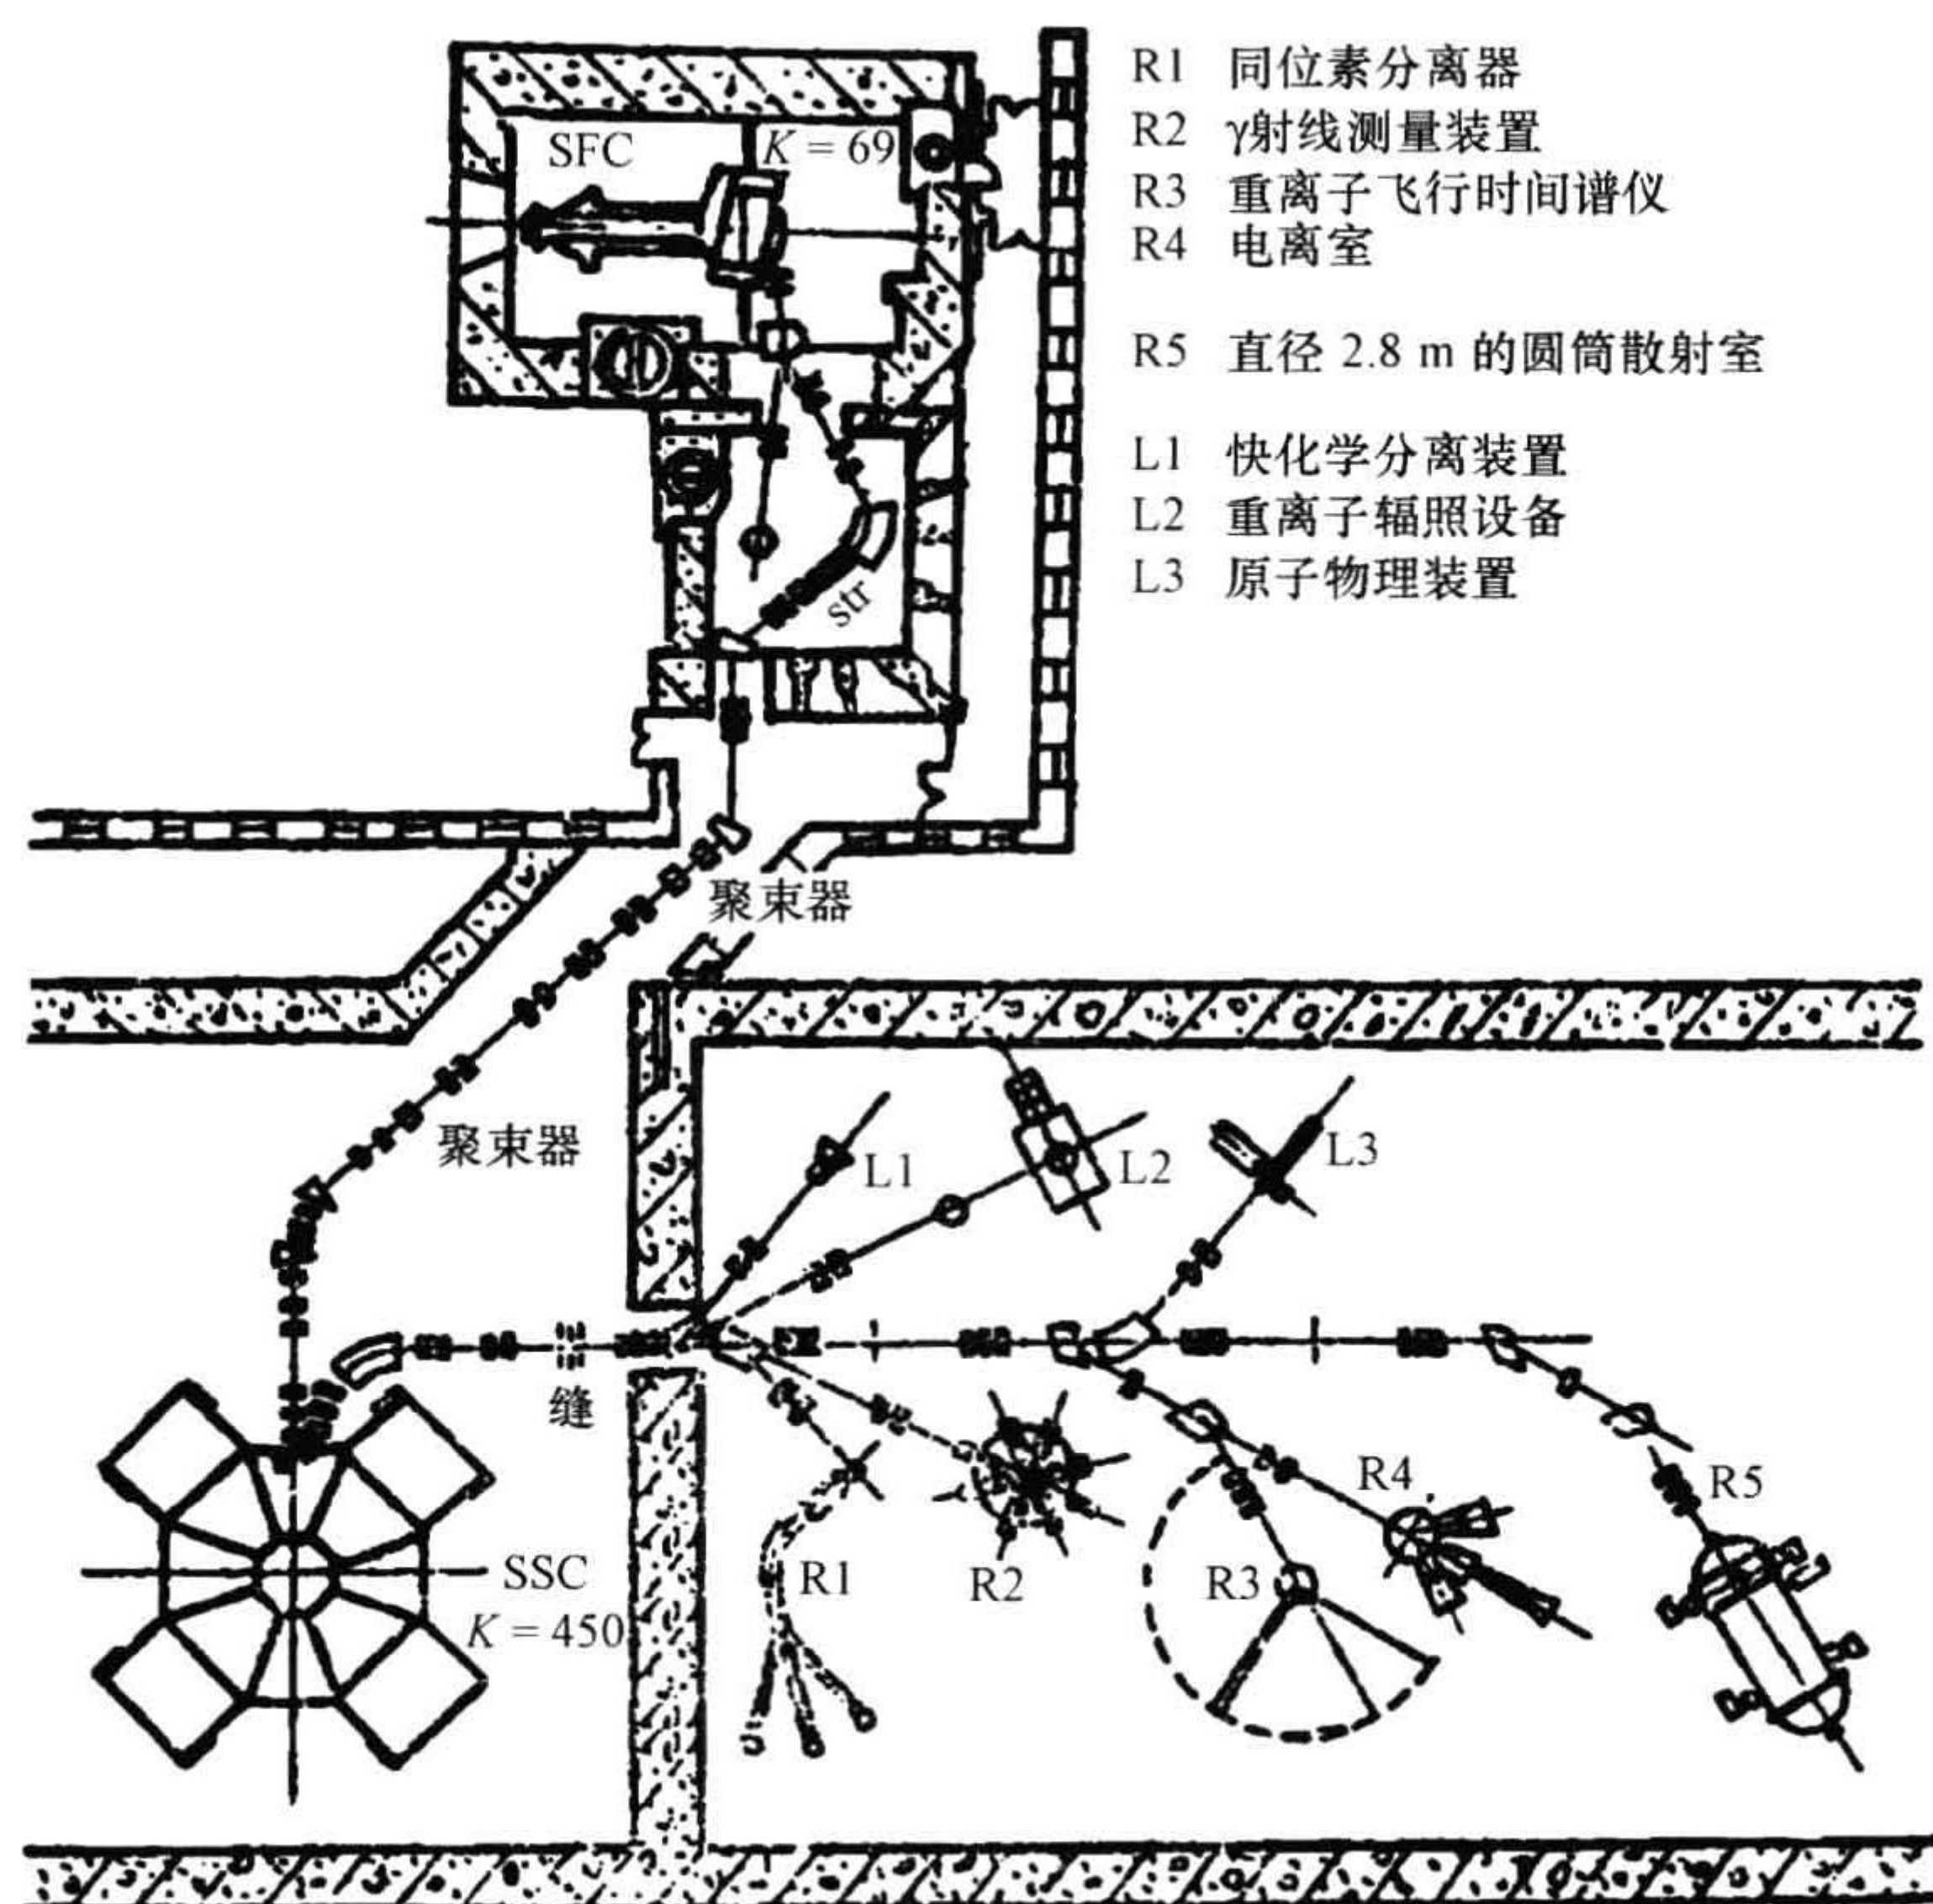 SFC
K = 69
R1 同位素分离器
R2 γ射线测量装置
R3 重离子飞行时间谱仪
R4 电离室
R5 直径 2.8 m 的圆筒散射室
L1 快化学分离装置
L2 重离子辐照设备
L3 原子物理装置
str
聚束器
聚束器
L1
L2
L3
缝
R4
R5
SSC
K = 450
R1
R2
R3